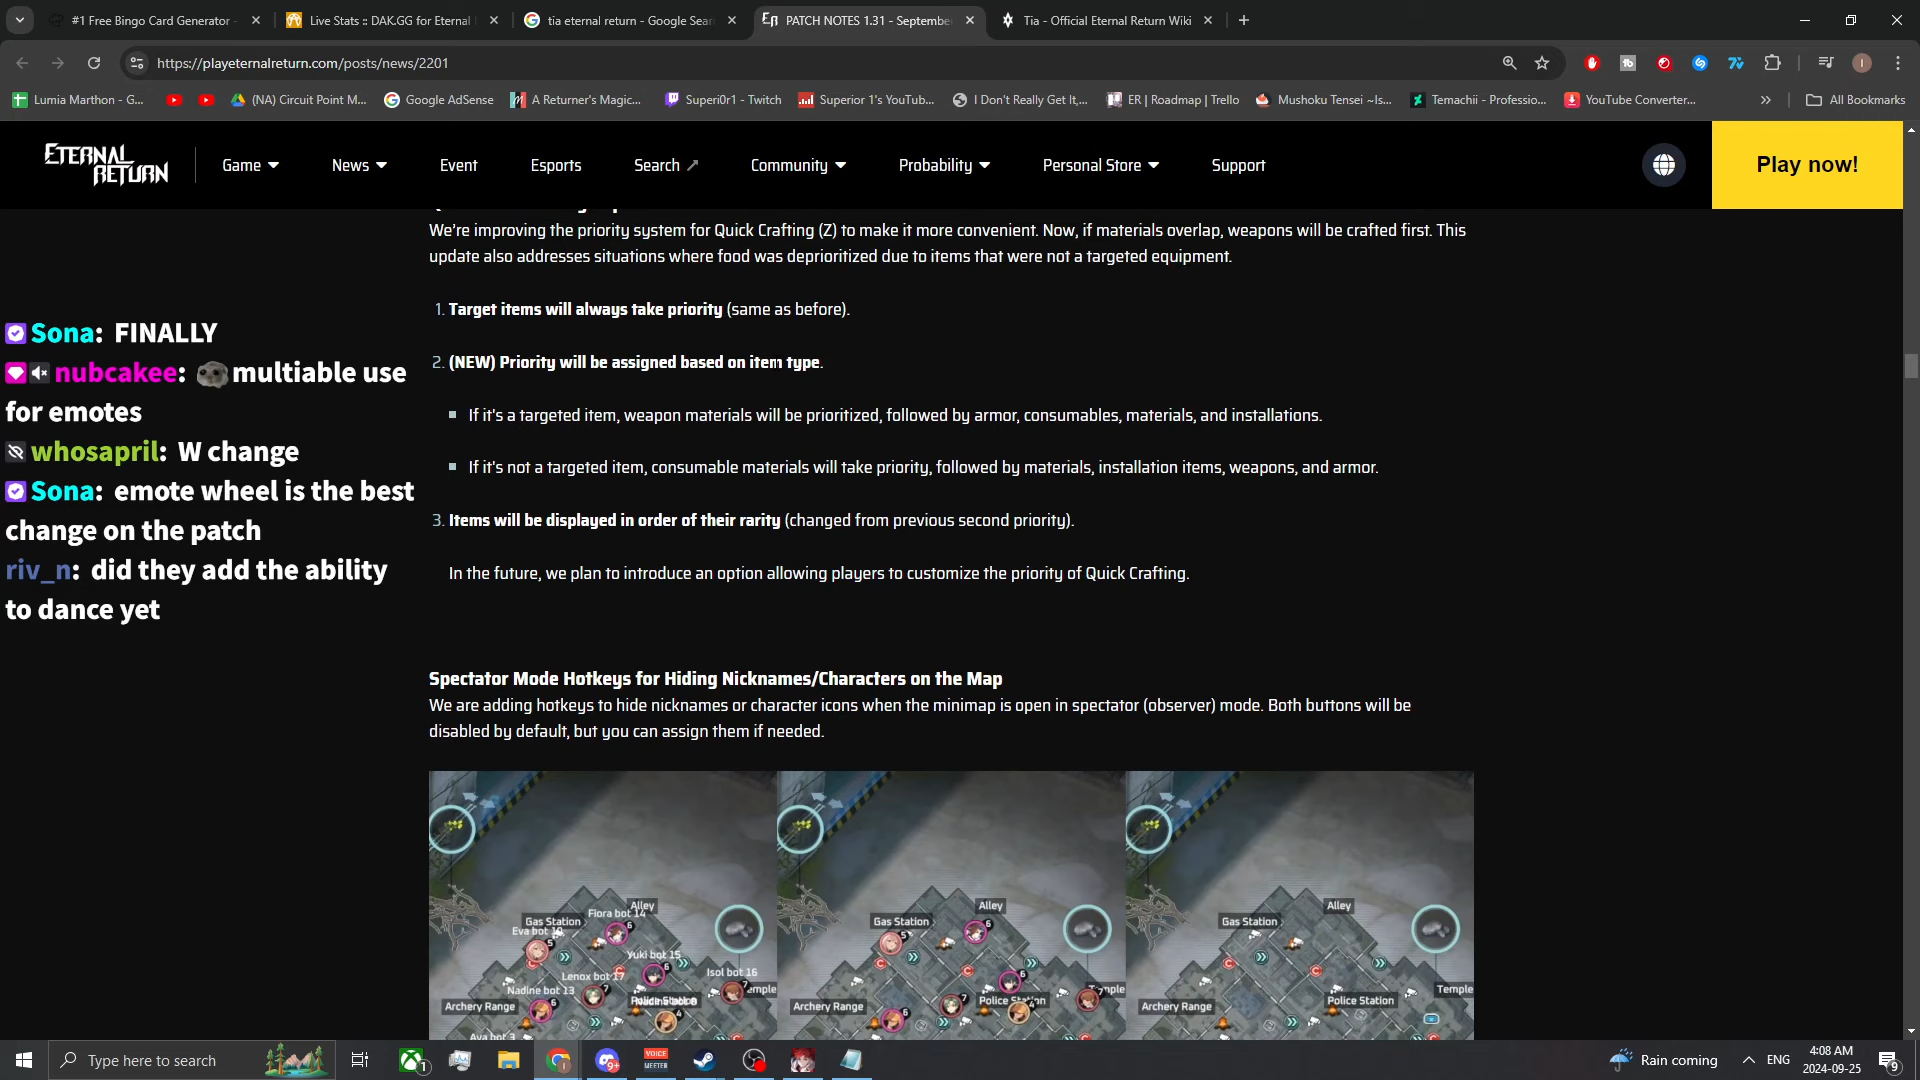 #1 Free Bingo Card Generator -
Live Stats :: DAK.GG for Eternal
tia eternal return - Google Sear
PATCH NOTES 1.31 - September
Tia - Official Eternal Return Wiki
https://playeternalreturn.com/posts/news/2201
Lumia Marthon - G...
(NA) Circuit Point M...
Google AdSense
A Returner's Magic...
Superi0r1 - Twitch
Superior 1's YouTub...
I Don't Really Get It,...
ER | Roadmap | Trello
Mushoku Tensei ~Is...
Temachii - Professio...
YouTube Converter...
All Bookmarks
ETERNAL RETURN
Game
News
Event
Esports
Search
Community
Probability
Personal Store
Support
Play now!
We're improving the priority system for Quick Crafting (Z) to make it more convenient. Now, if materials overlap, weapons will be crafted first. This
update also addresses situations where food was deprioritized due to items that were not a targeted equipment.
1. Target items will always take priority (same as before).
2. (NEW) Priority will be assigned based on item type.
If it's a targeted item, weapon materials will be prioritized, followed by armor, consumables, materials, and installations.
If it's not a targeted item, consumable materials will take priority, followed by materials, installation items, weapons, and armor.
3. Items will be displayed in order of their rarity (changed from previous second priority).
In the future, we plan to introduce an option allowing players to customize the priority of Quick Crafting.
Sona: FINALLY
nubcakee: multiable use
for emotes
whosapril: W change
Sona: emote wheel is the best
change on the patch
riv_n: did they add the ability
to dance yet
Spectator Mode Hotkeys for Hiding Nicknames/Characters on the Map
We are adding hotkeys to hide nicknames or character icons when the minimap is open in spectator (observer) mode. Both buttons will be
disabled by default, but you can assign them if needed.
Alley
Fiora bot 14
Gas Station
Eva bot
Yuki bot 15
Lenox bot 17
Isol bot 16
Nadine bot 13
Temple
Archery Range
Police Station
Alley
Gas Station
Archery Range
Police Station
Temple
Alley
Gas Station
Archery Range
Police Station
Temple
Type here to search
VOICE
MEETER
Rain coming
ENG
4:08 AM
2024-09-25